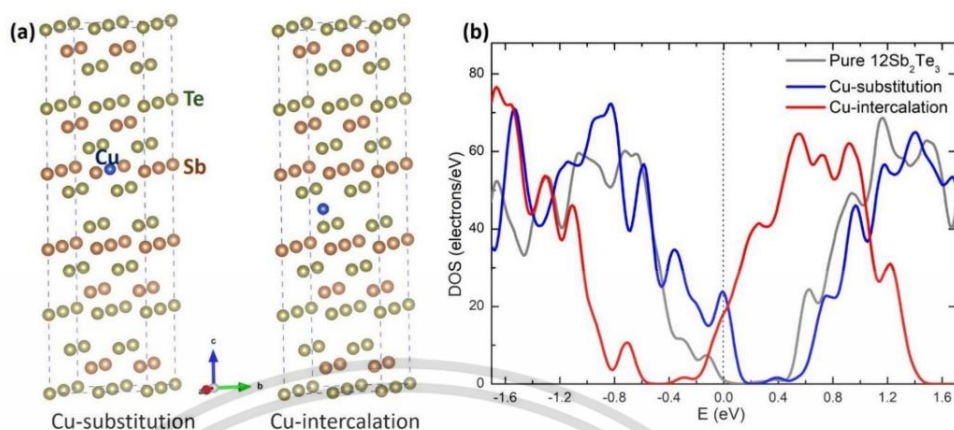 (a)
Te
Cu
Sb
c
b
Cu-substitution
Cu-intercalation
(b)
Pure 12Sb₂Te₃
Cu-substitution
Cu-intercalation
DOS (electrons/eV)
80
60
40
20
0
-1.6 -1.2 -0.8 -0.4 0.0 0.4 0.8 1.2 1.6
E (eV)